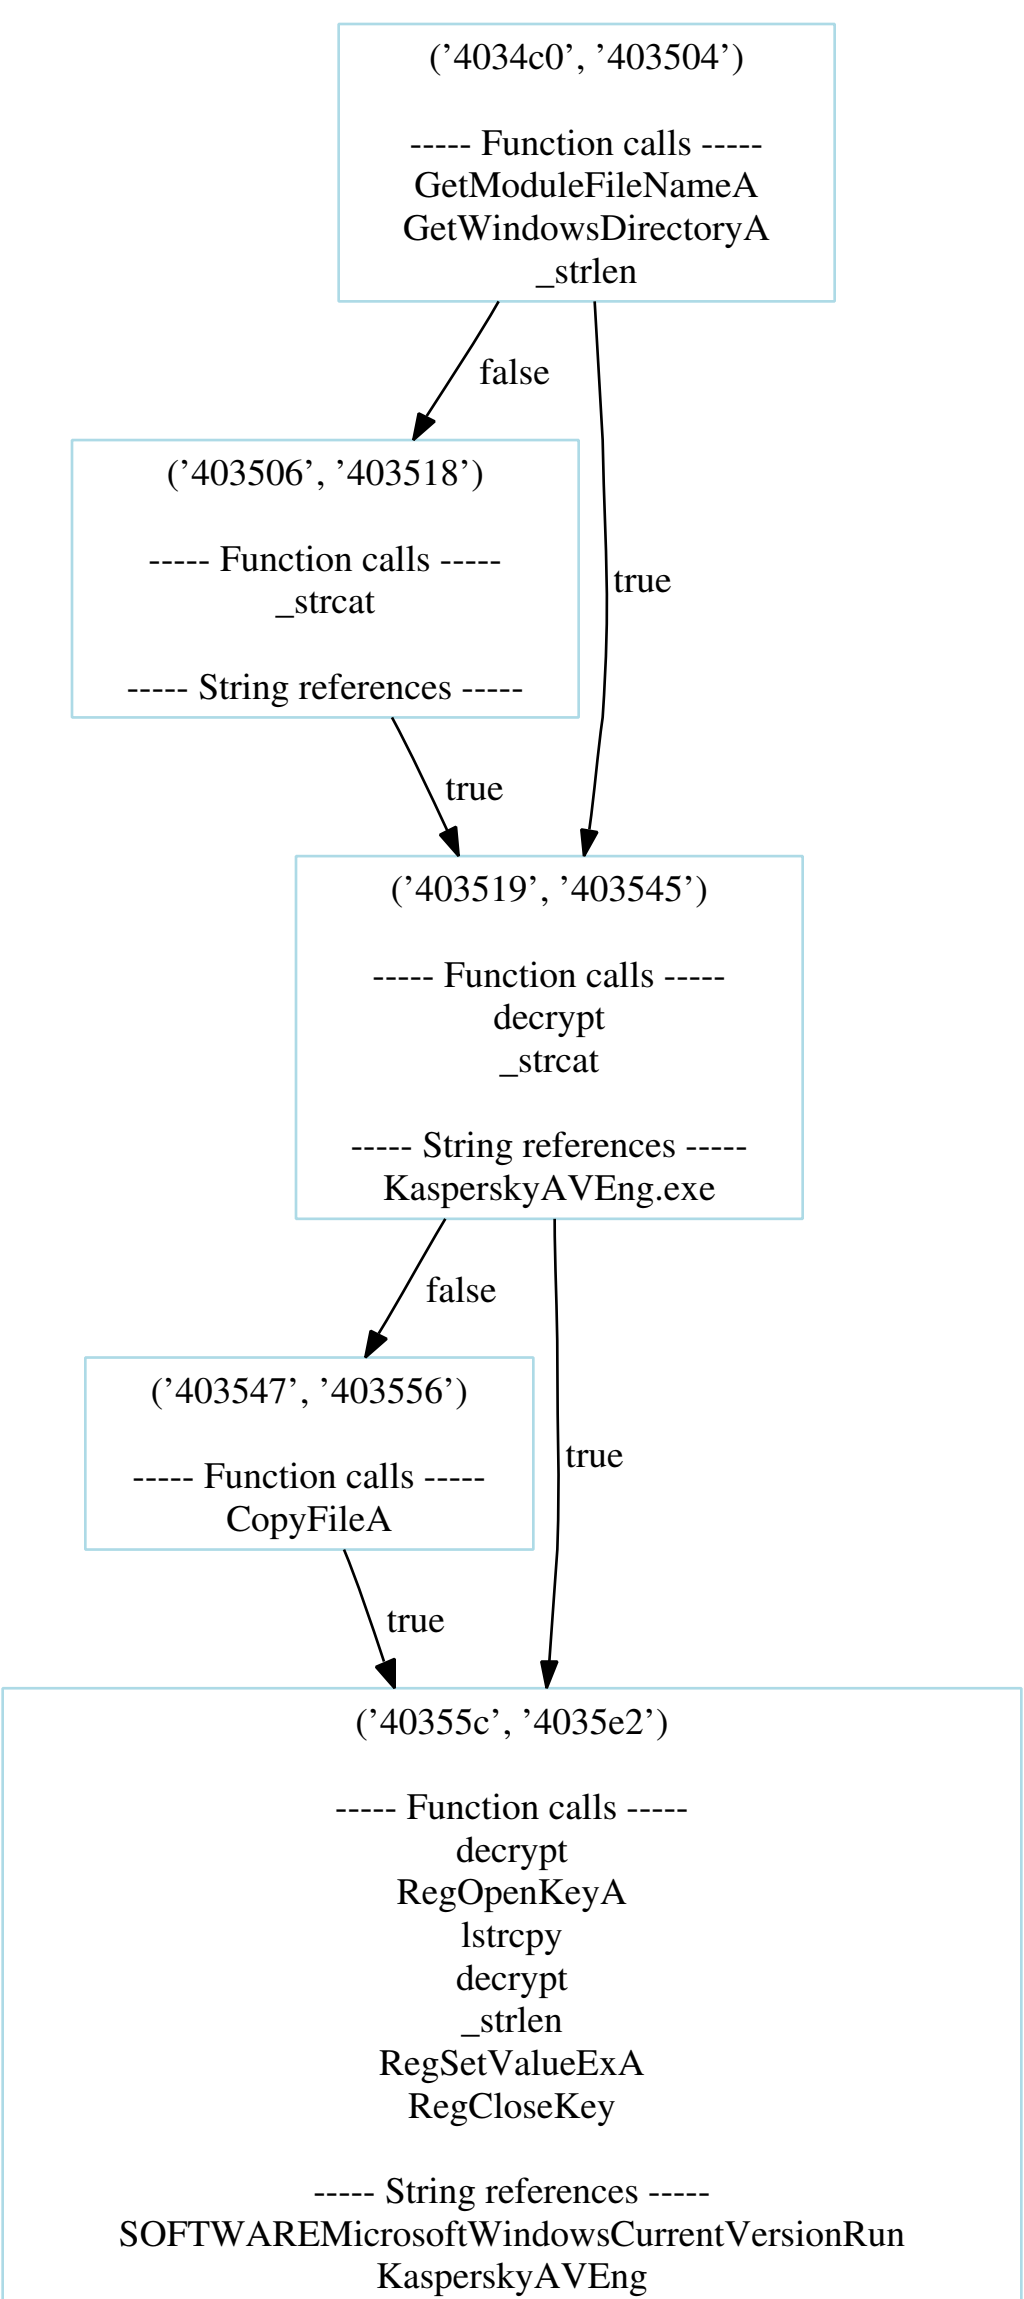 (’4034c0’, ’403504’)
----- Function calls -----
GetModuleFileNameA
GetWindowsDirectoryA
_strlen
false
(’403506’, ’403518’)
----- Function calls -----
_strcat
----- String references -----
true
true
(’403519’, ’403545’)
----- Function calls -----
decrypt
_strcat
----- String references -----
KasperskyAVEng.exe
false
(’403547’, ’403556’)
----- Function calls -----
CopyFileA
true
true
(’40355c’, ’4035e2’)
----- Function calls -----
decrypt
RegOpenKeyA
lstrcpy
decrypt
_strlen
RegSetValueExA
RegCloseKey
----- String references -----
SOFTWAREMicrosoftWindowsCurrentVersionRun
KasperskyAVEng